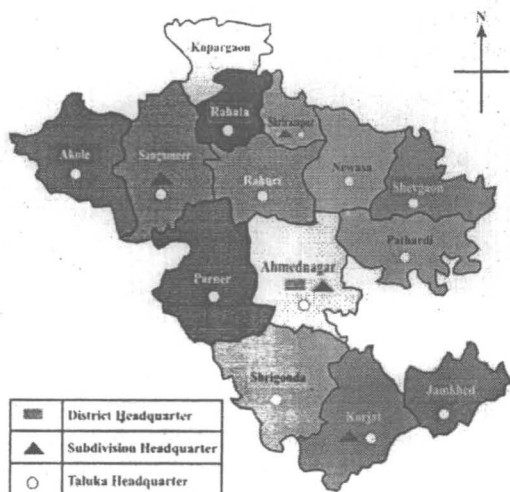 Kopargaon
N
Rahata
Shrirampur
Akole
Sangamner
Rahuri
Newasa
Shevgaon
Pathardi
Ahmednagar
Parner
Shrigonda
Karjat
Jamkhed
District Headquarter
Subdivision Headquarter
Taluka Headquarter